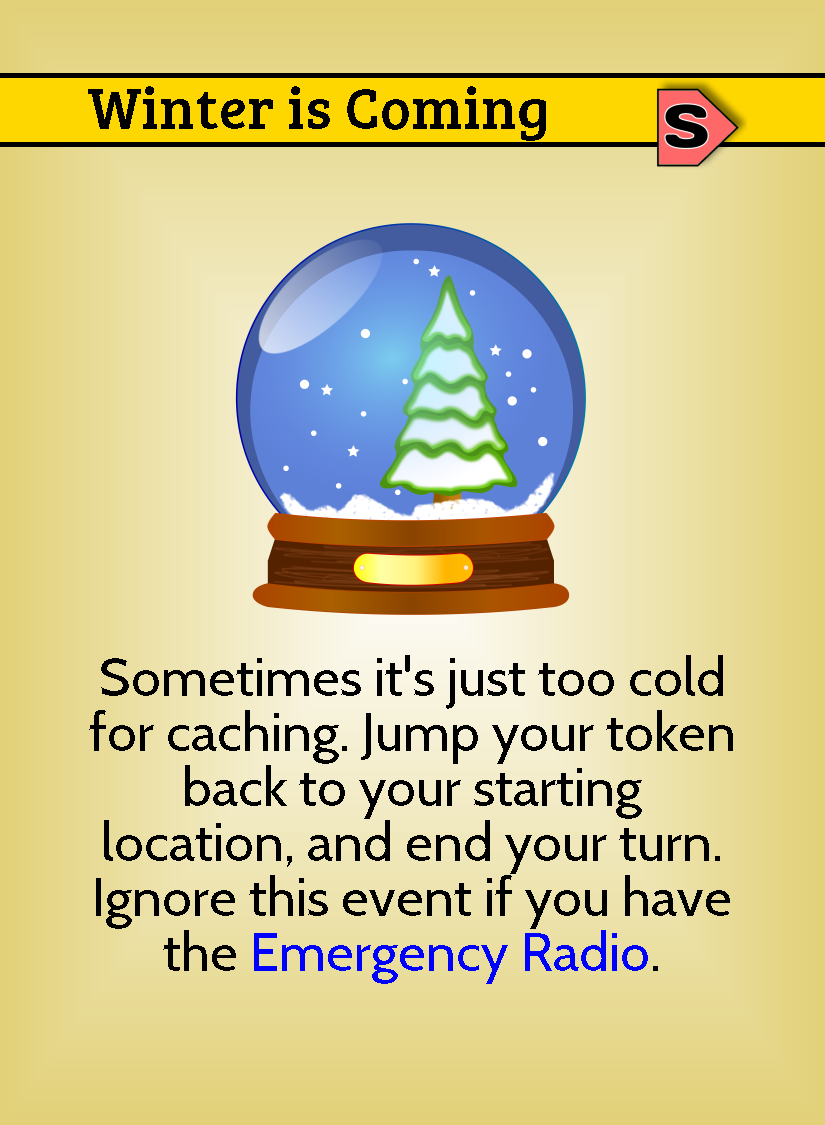 Winter is Coming
S
Sometimes it's just too cold
for caching. Jump your token
back to your starting
location, and end your turn.
Ignore this event if you have
the Emergency Radio.